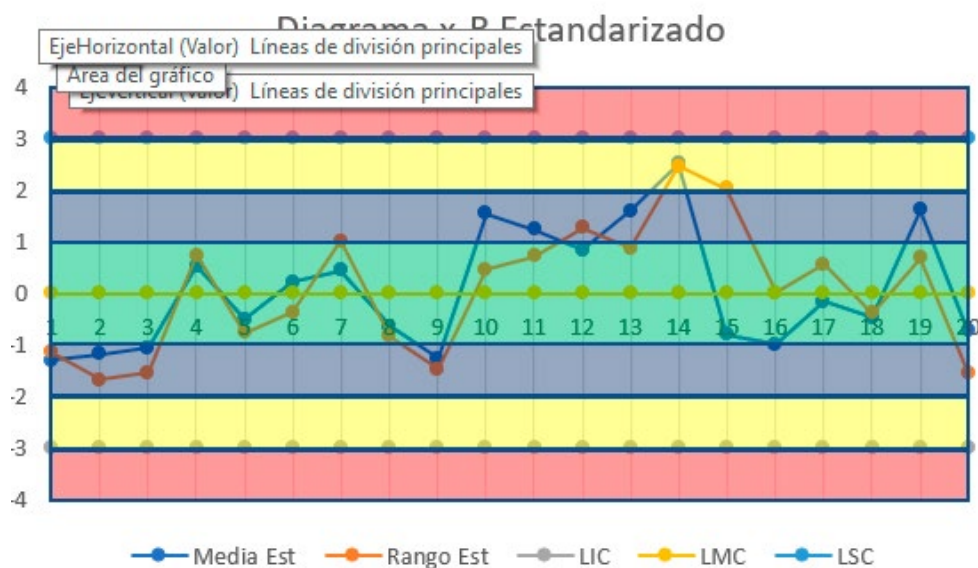 Diagrama x-R Estandarizado
EjeHorizontal (Valor) Líneas de división principales
Área del gráfico
EjeVertical (Valor) Líneas de división principales
4
3
2
1
0
1 2 3 4 5 6 7 8 9 10 11 12 13 14 15 16 17 18 19 20
-1
-2
-3
-4
Media Est Rango Est LIC LMC LSC